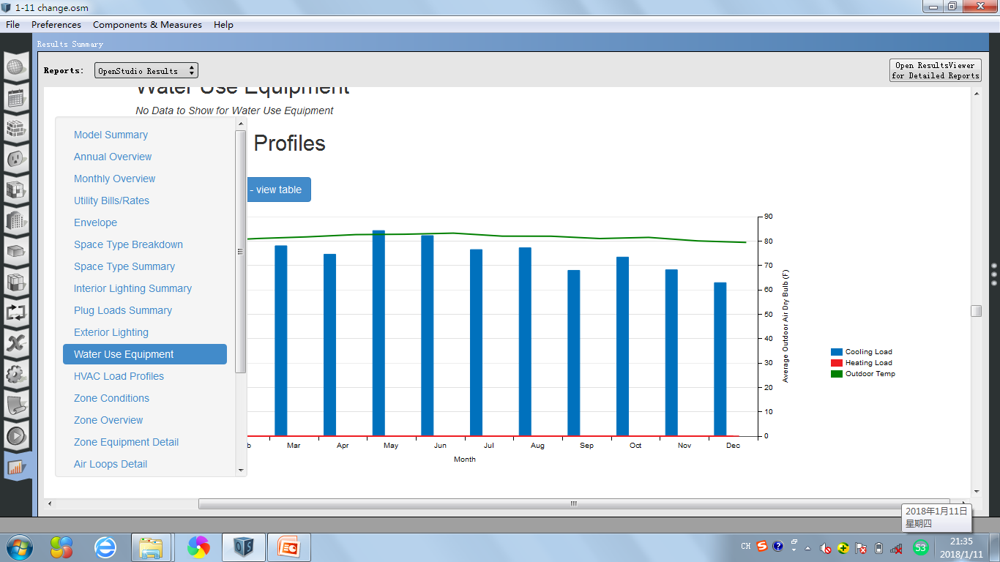 1-11 change.osm
File Preferences Components & Measures Help
Results Summary
Reports: OpenStudio Results
Open ResultsViewer
for Detailed Reports
Water Use Equipment
No Data to Show for Water Use Equipment
Profiles
- view table
Model Summary
Annual Overview
Monthly Overview
Utility Bills/Rates
Envelope
Space Type Breakdown
Space Type Summary
Interior Lighting Summary
Plug Loads Summary
Exterior Lighting
Water Use Equipment
HVAC Load Profiles
Zone Conditions
Zone Overview
Zone Equipment Detail
Air Loops Detail
90
80
70
60
50
40
30
20
10
0
Average Outdoor Air Dry Bulb (F)
b Mar Apr May Jun Jul Aug Sep Oct Nov Dec
Month
Cooling Load
Heating Load
Outdoor Temp
2018年1月11日
星期四
CH
53
21:35
2018/1/11